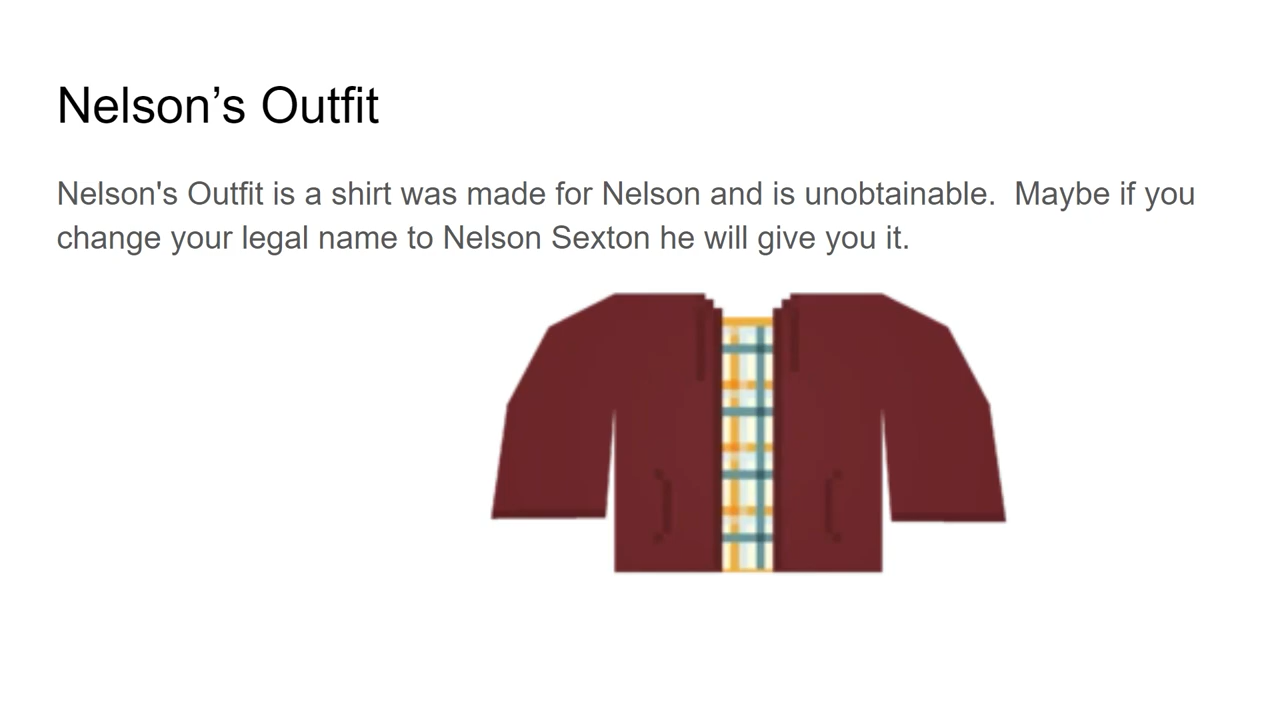 Nelson’s Outfit
Nelson's Outfit is a shirt was made for Nelson and is unobtainable.  Maybe if you
change your legal name to Nelson Sexton he will give you it.